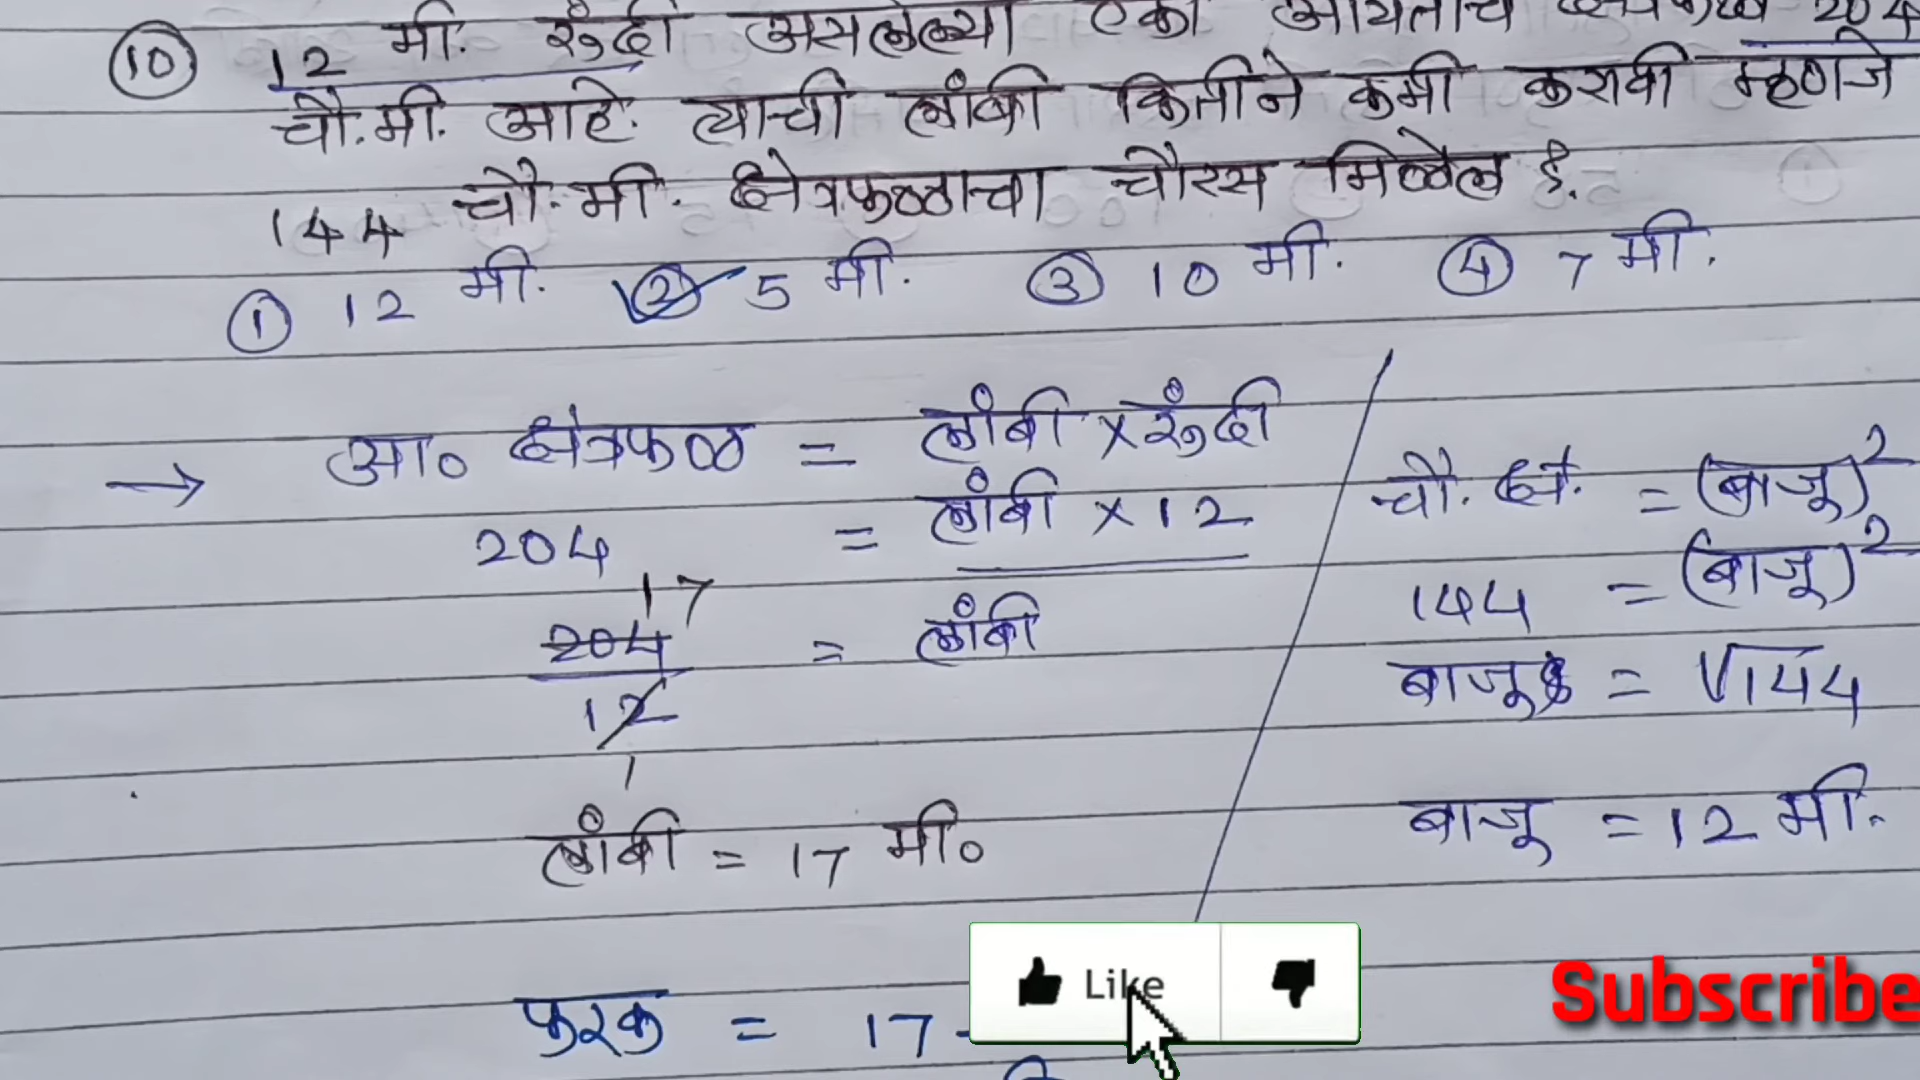 10 12 मी. रुंदी असलेल्या एका आयताचे क्षेत्रफळ 204
चौ.मी. आहे. त्याची लांबी कितीने कमी करावी म्हणजे
144 चौ.मी. क्षेत्रफळाचा चौरस मिळेल ?.
1 12 मी. 2 5 मी. 3 10 मी. 4 7 मी.
→ आ० क्षेत्रफळ = लांबी × रुंदी
204 = लांबी × 12
17
204 = लांबी
12
1
लांबी = 17 मी०
चौ. क्षे. = (बाजू)2
144 = (बाजू)2
बाजू = √144
बाजू = 12 मी.
फरक = 17 -
Like
Subscribe